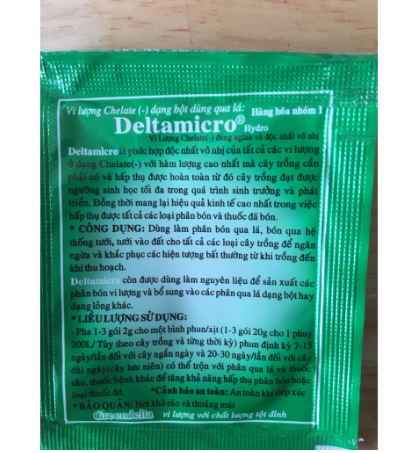 Vi lượng Chelate (-) dạng bột dùng qua lá: Hàng hóa nhóm 1
Deltamicro® Hydro
Vi Lượng Chelate(-) đúng nghĩa và độc nhất vô nhị
Deltamicro là phức hợp độc nhất vô nhị của tất cả các vi lượng
ở dạng Chelate(-) với hàm lượng cao nhất mà cây trồng cần
phải có và hấp thụ được hoàn toàn từ đó cây trồng đạt được
ngưỡng sinh học tối đa trong quá trình sinh trưởng và phát
triển. Đồng thời mang lại hiệu quả kinh tế cao nhất trong việc
hấp thụ được tất cả các loại phân bón và thuốc đã bón.
* CÔNG DỤNG: Dùng làm phân bón qua lá, bón qua hệ
thống tưới, tưới vào đất cho tất cả các loại cây trồng để ngăn
ngừa và khắc phục các hiện tượng bất thường từ khi trồng đến
khi thu hoạch.
Deltamicro còn được dùng làm nguyên liệu để sản xuất các
phân bón vi lượng và bổ sung vào các phân qua lá dạng bột hay
dạng lỏng khác.
*LIỀU LƯỢNG SỬ DỤNG:
- Pha 1-3 gói 2g cho một bình phun/xịt (1-3 gói 20g cho 1 phuy
200L/ Tùy theo cây trồng và từng thời kỳ) phun định kỳ 7-15
ngày/lần đối với cây ngắn ngày và 20-30 ngày/lần đối với cây
dài ngày(cây lưu niên) có thể trộn với phân qua lá và thuốc
sâu, thuốc bệnh khác để tăng khả năng hấp thụ phân hóa hoặc
loại thuốc đó. *Cảnh báo an toàn: An toàn khi tiếp xúc
* BẢO QUẢN: Nơi khô ráo và thoáng mát
Greendelta vi lượng với chất lượng tột đỉnh